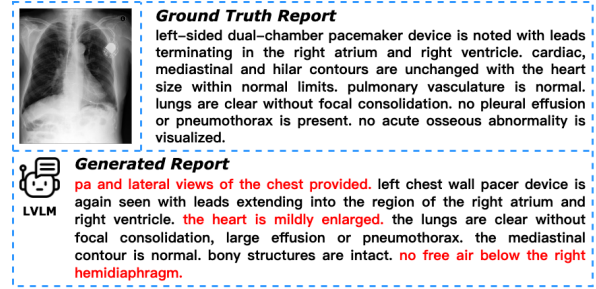 Ground Truth Report
left-sided dual-chamber pacemaker device is noted with leads
terminating in the right atrium and right ventricle. cardiac,
mediastinal and hilar contours are unchanged with the heart
size within normal limits. pulmonary vasculature is normal.
lungs are clear without focal consolidation. no pleural effusion
or pneumothorax is present. no acute osseous abnormality is
visualized.
Generated Report
LVLM
pa and lateral views of the chest provided. left chest wall pacer device is
again seen with leads extending into the region of the right atrium and
right ventricle. the heart is mildly enlarged. the lungs are clear without
focal consolidation, large effusion or pneumothorax. the mediastinal
contour is normal. bony structures are intact. no free air below the right
hemidiaphragm.